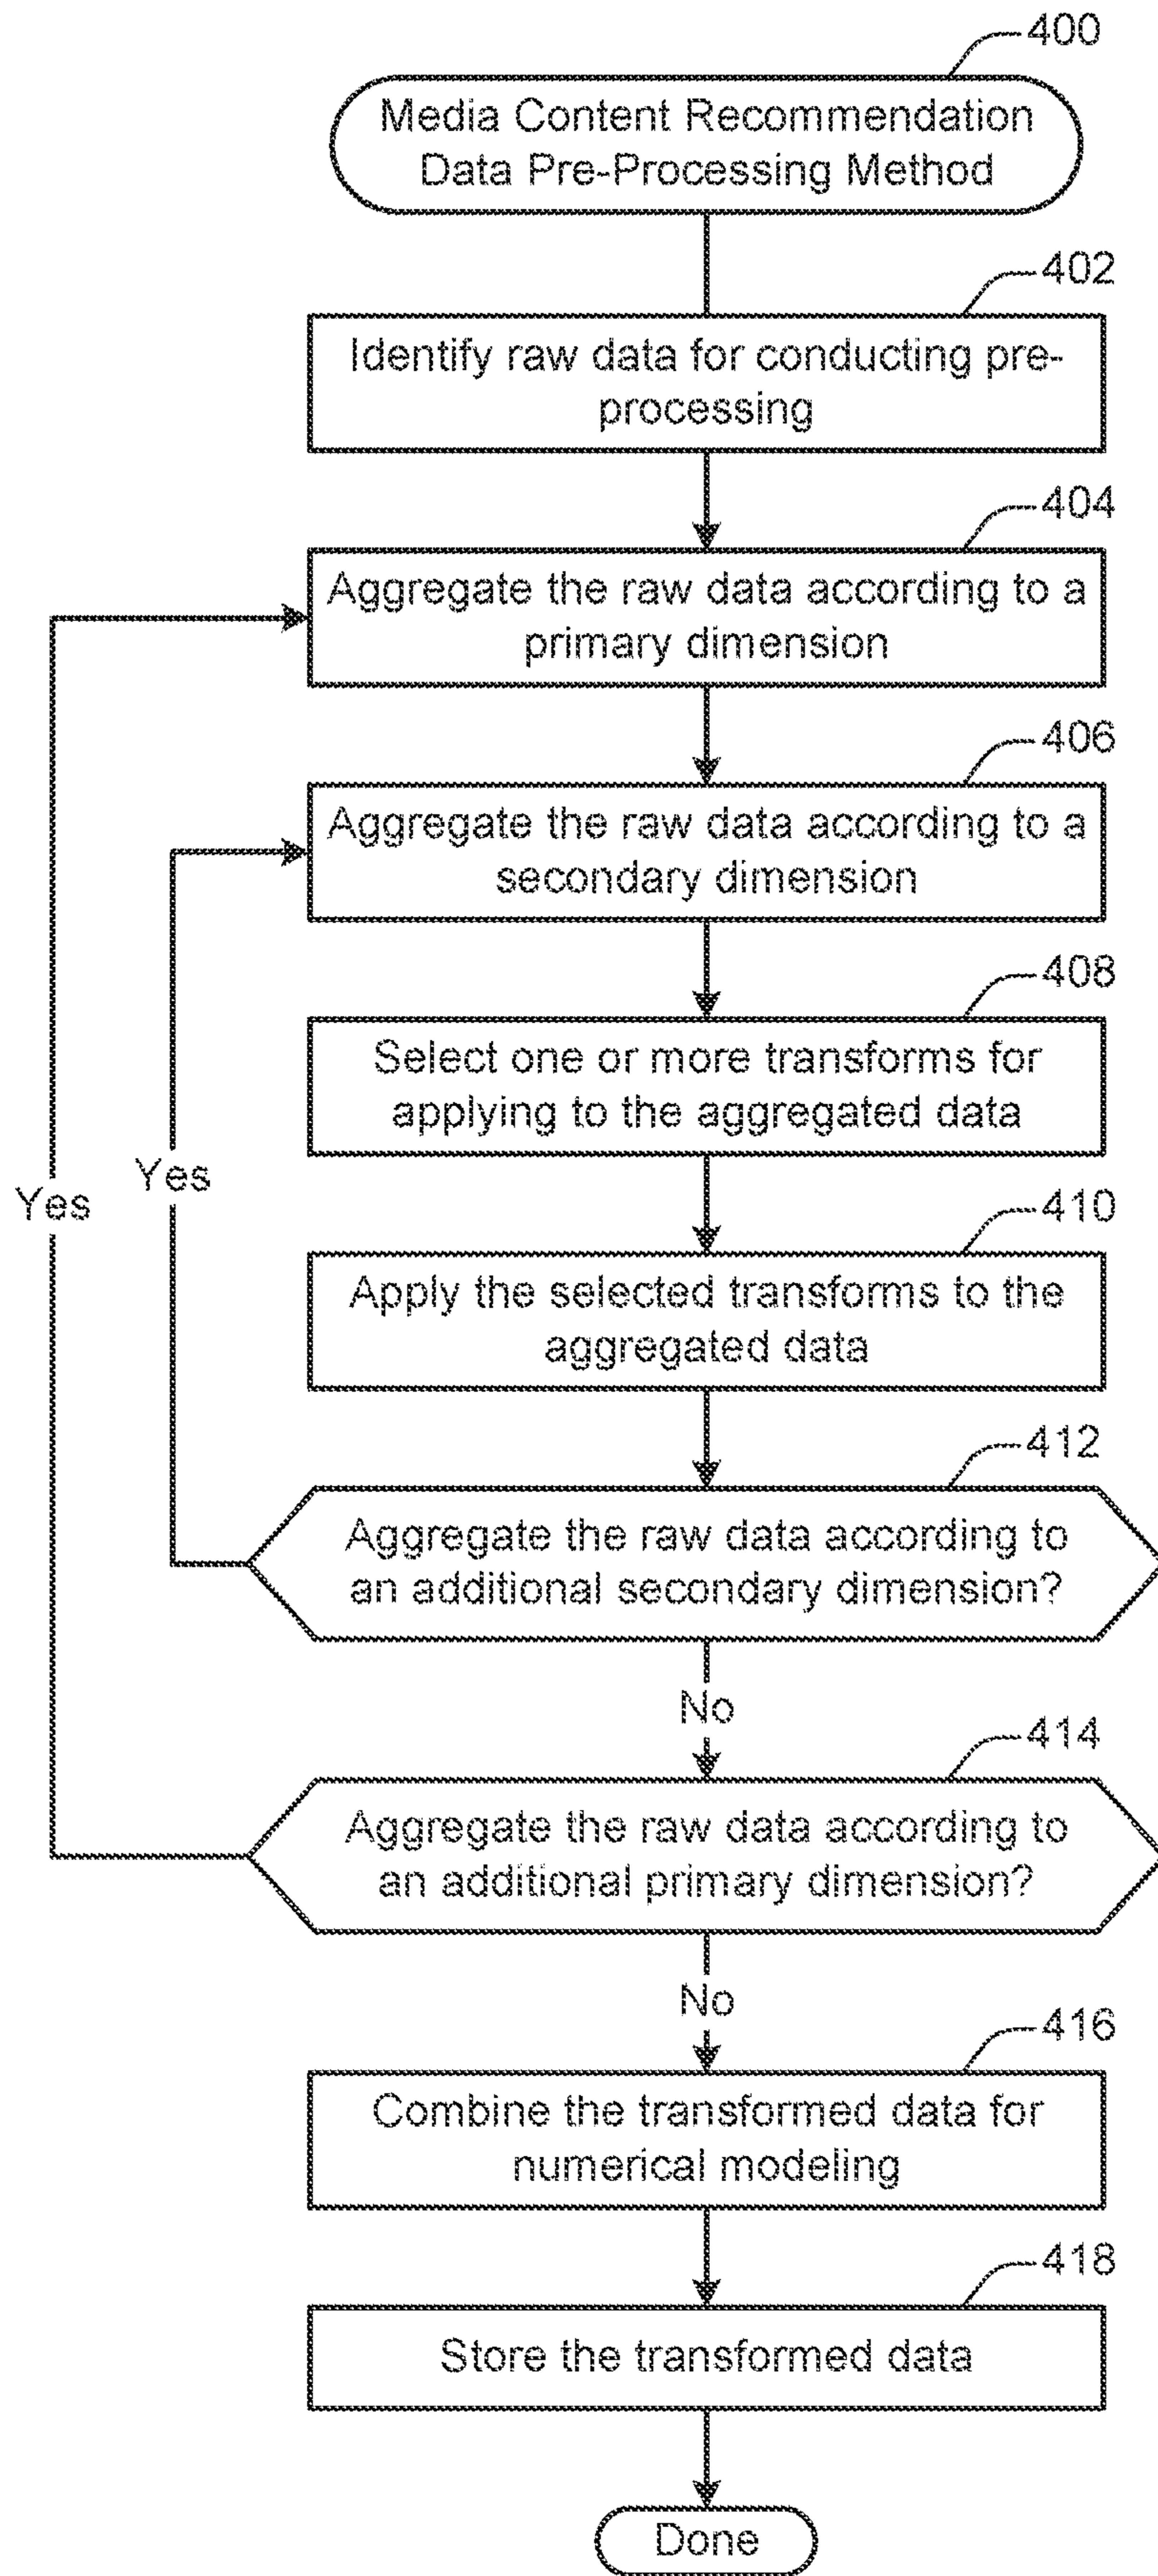 400
Media Content Recommendation
Data Pre-Processing Method
402
Identify raw data for conducting pre-
processing
404
Aggregate the raw data according to a
primary dimension
406
Aggregate the raw data according to a
secondary dimension
408
Select one or more transforms for
applying to the aggregated data
Yes
Yes
410
Apply the selected transforms to the
aggregated data
412
Aggregate the raw data according to
an additional secondary dimension?
No
414
Aggregate the raw data according to
an additional primary dimension?
No
416
Combine the transformed data for
numerical modeling
418
Store the transformed data
Done